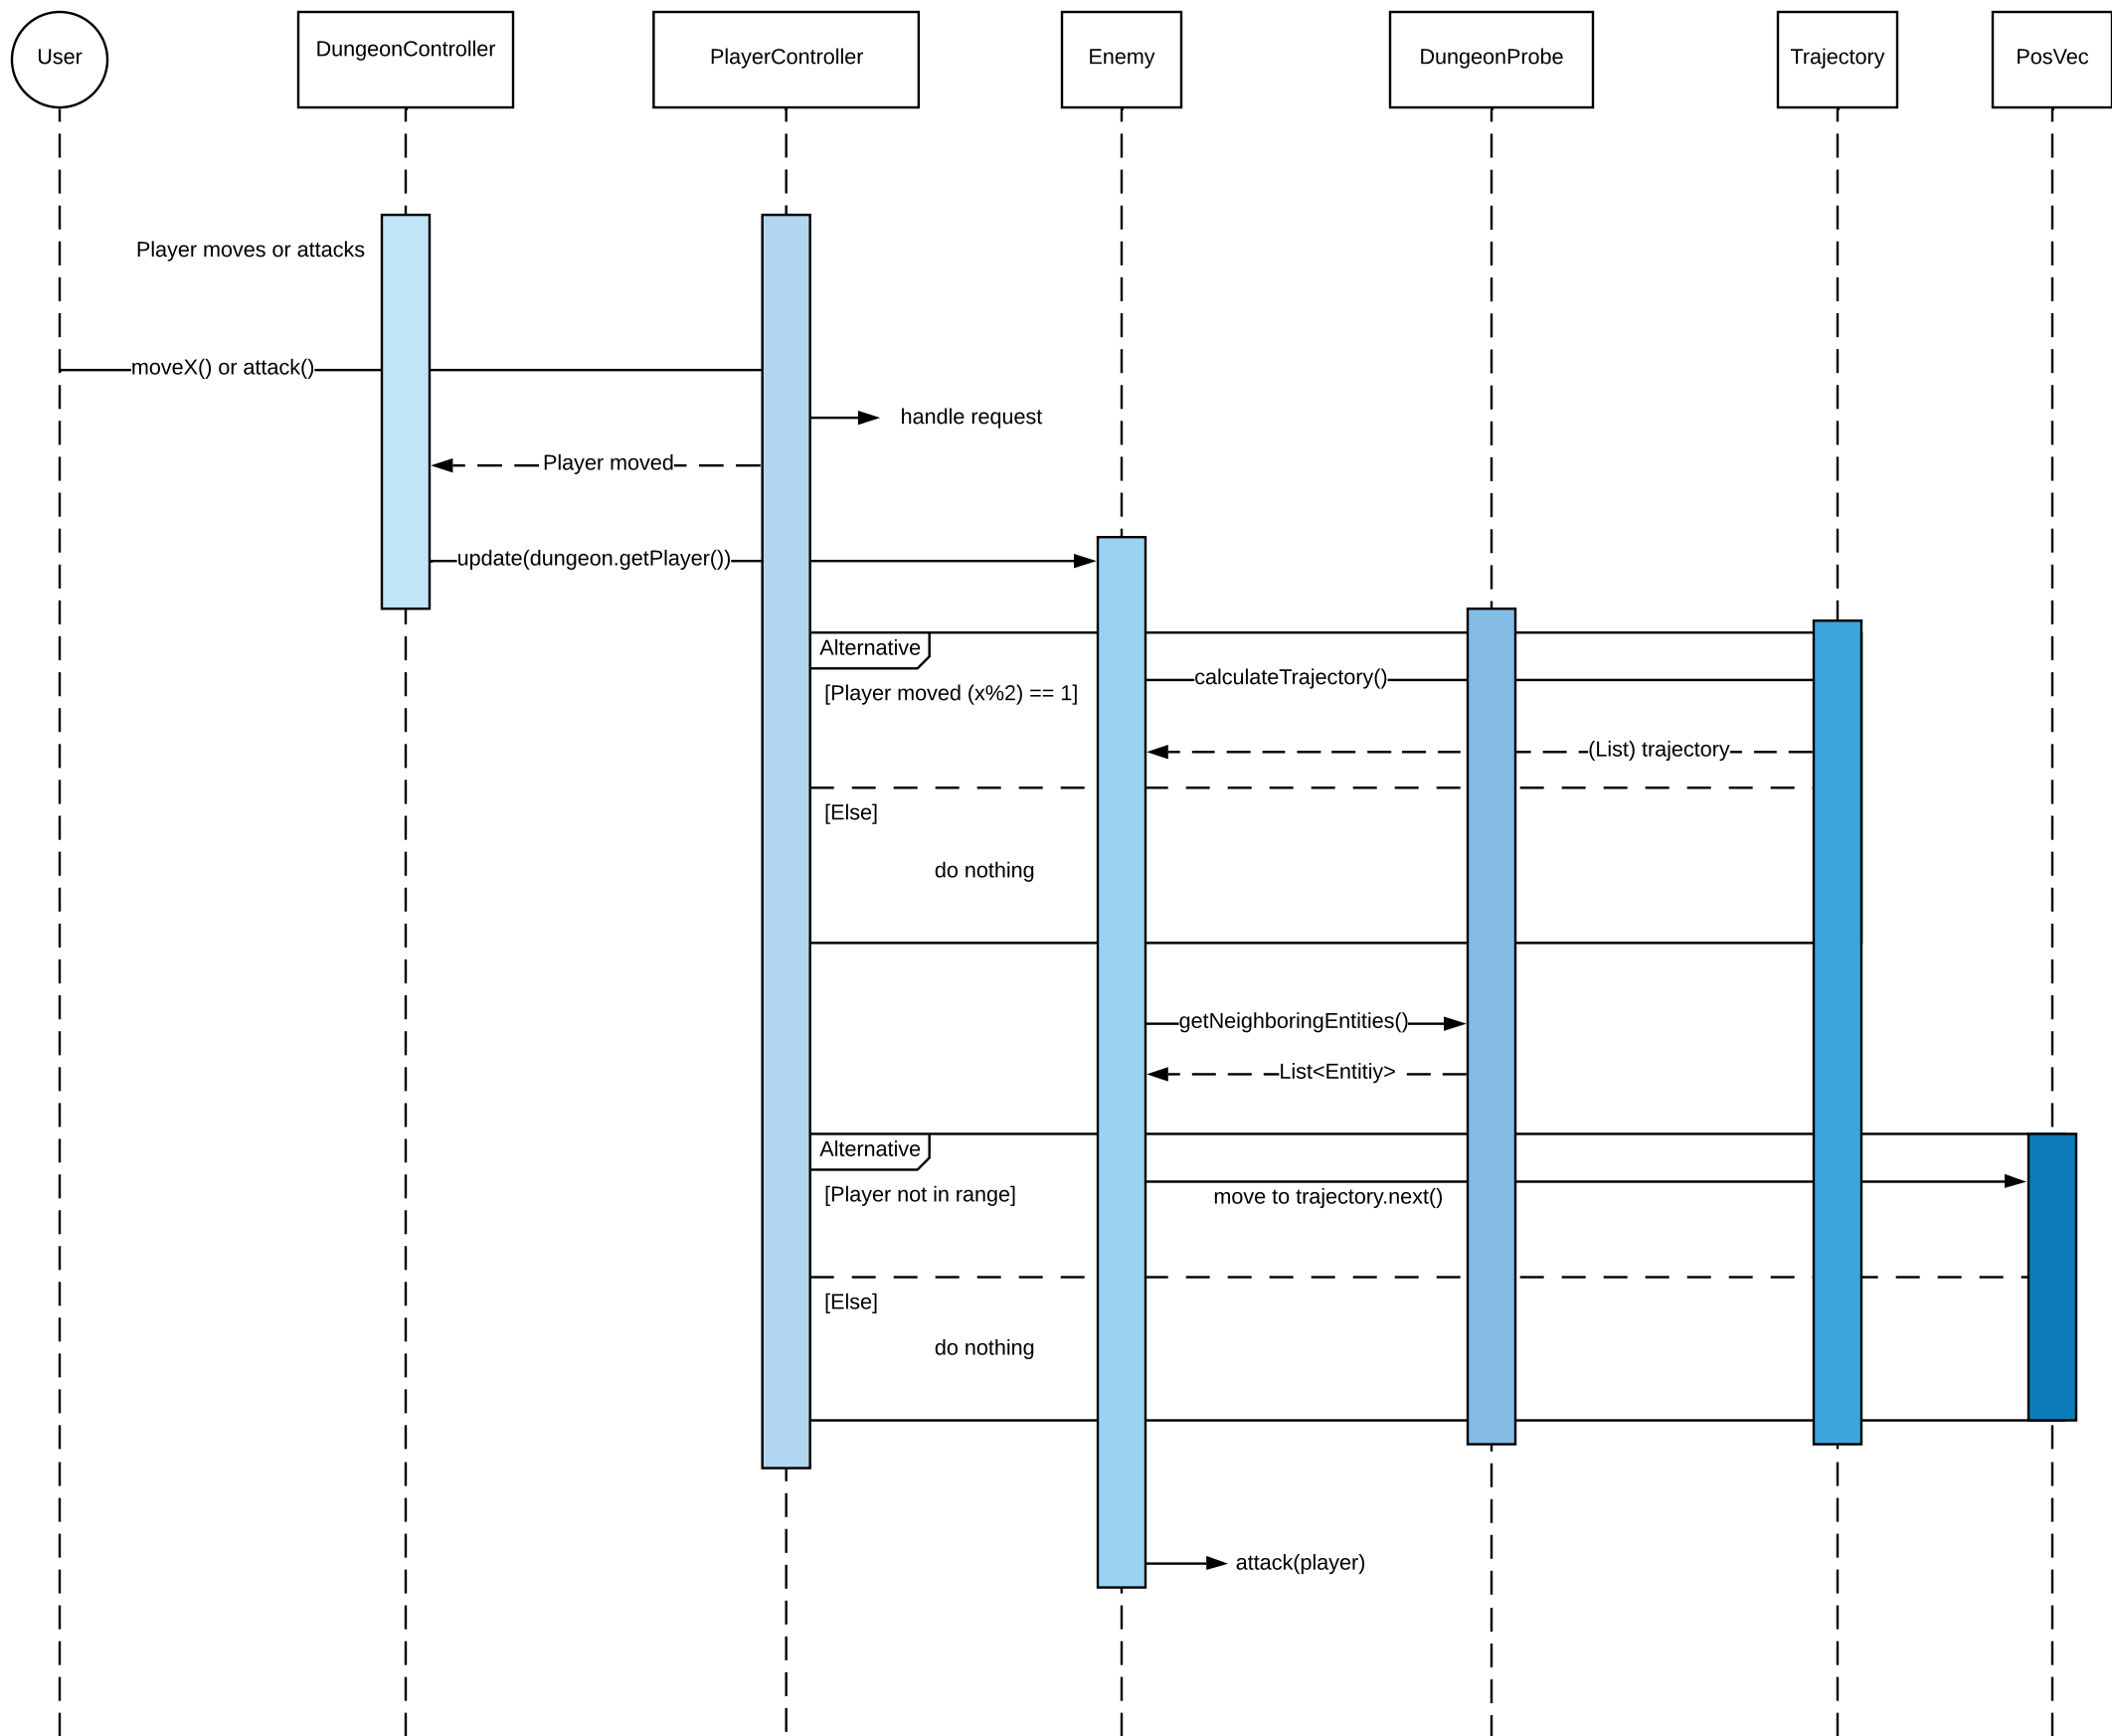 User
DungeonController
PlayerController
Enemy
DungeonProbe
Trajectory
PosVec
Player moves or attacks
moveX() or attack()
handle request
Player moved
update(dungeon.getPlayer())
Alternative
calculateTrajectory()
[Player moved (x%2) == 1]
(List) trajectory
[Else]
do nothing
getNeighboringEntities()
List<Entitiy>
Alternative
[Player not in range]
move to trajectory.next()
[Else]
do nothing
attack(player)